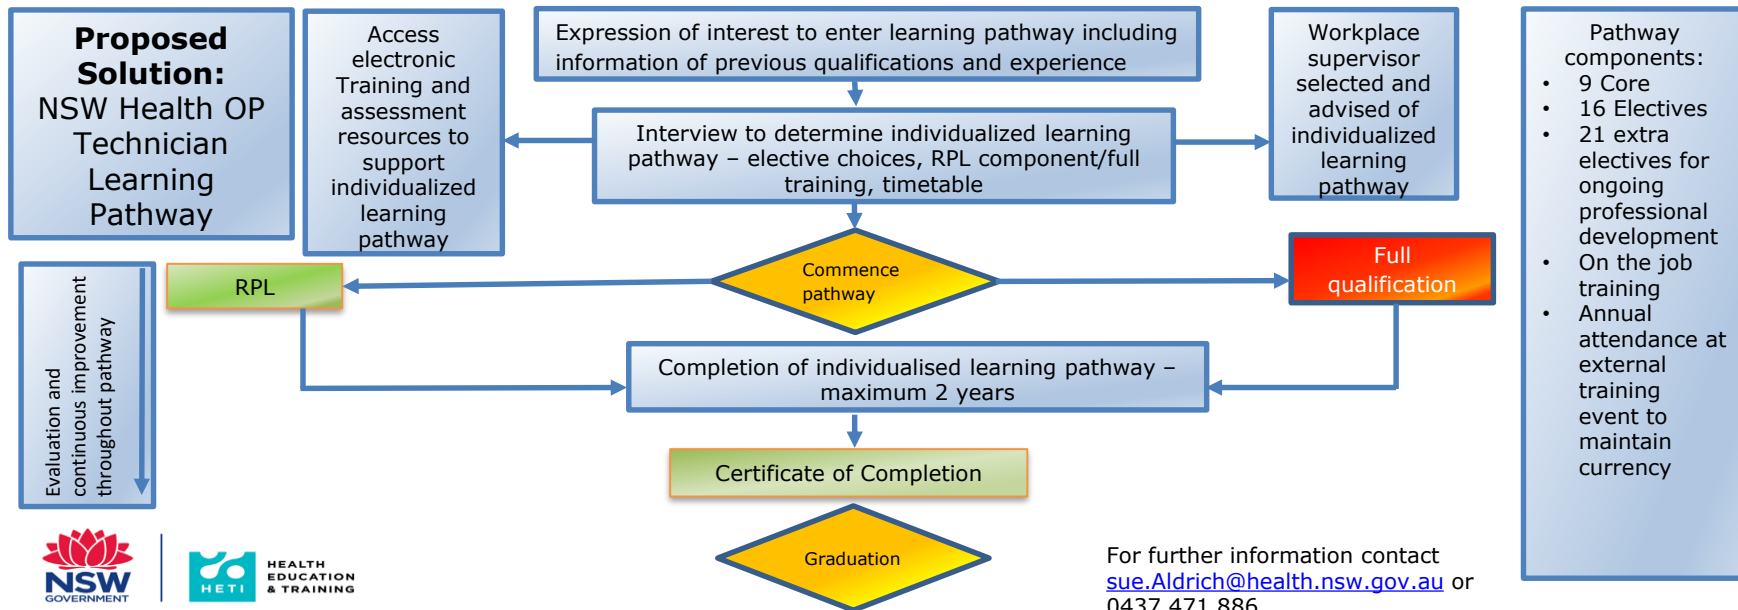 Proposed
Solution:
NSW Health OP
Technician
Learning
Pathway
Access
electronic
Training and
assessment
resources to
support
individualized
learning
pathway
Expression of interest to enter learning pathway including
information of previous qualifications and experience
Interview to determine individualized learning
pathway – elective choices, RPL component/full
training, timetable
Workplace
supervisor
selected and
advised of
individualized
learning
pathway
Pathway
components:
• 9 Core
• 16 Electives
• 21 extra
electives for
ongoing
professional
development
• On the job
training
• Annual
attendance at
external
training
event to
maintain
currency
Evaluation and
continuous improvement
throughout pathway
RPL
Commence
pathway
Full
qualification
Completion of individualised learning pathway –
maximum 2 years
Certificate of Completion
Graduation
NSW
GOVERNMENT
HETI
HEALTH
EDUCATION
& TRAINING
For further information contact
sue.Aldrich@health.nsw.gov.au or
0437 471 886